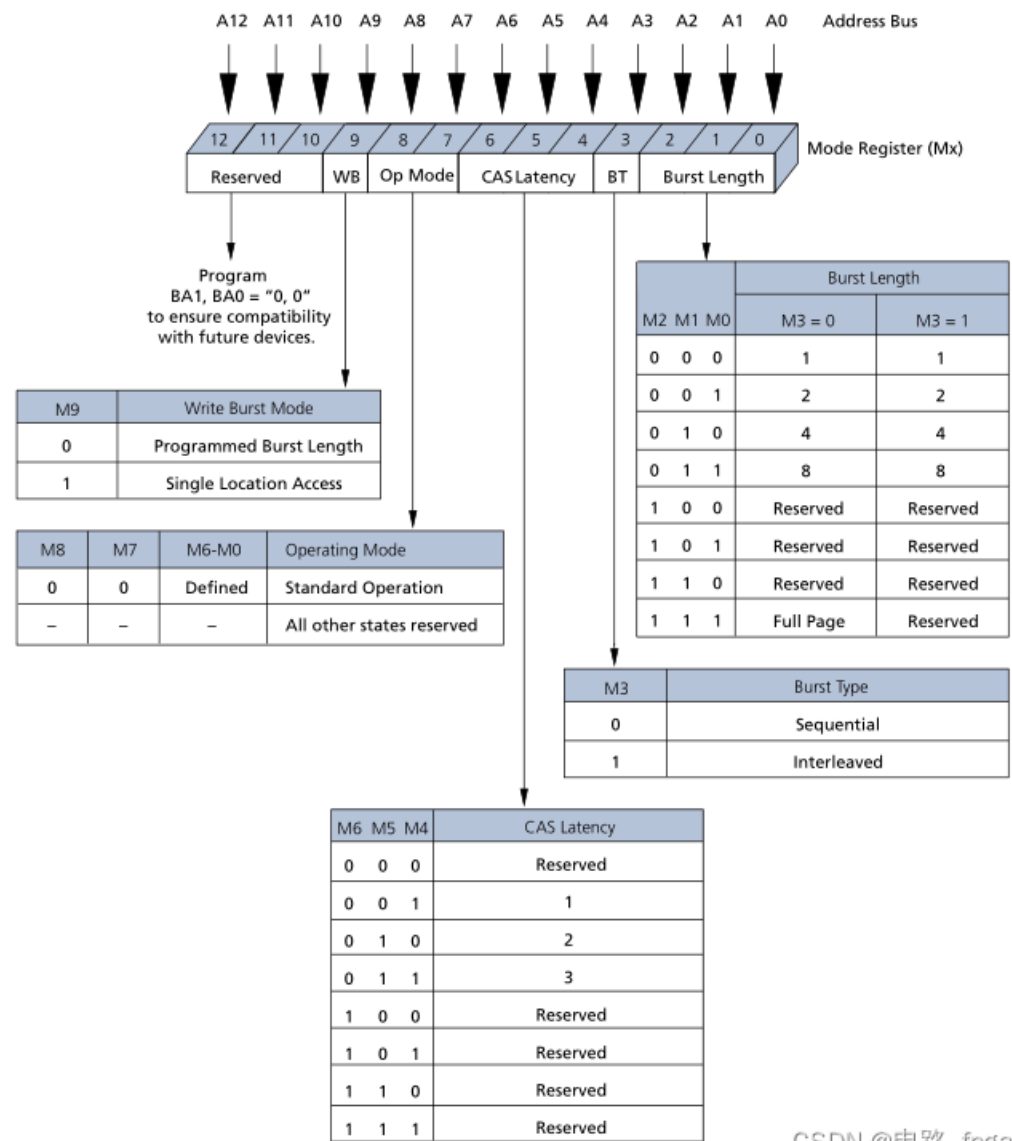 A12 A11 A10 A9 A8 A7 A6 A5 A4 A3 A2 A1 A0 Address Bus
12 11 10 9 8 7 6 5 4 3 2 1 0
Mode Register (Mx)
Reserved WB Op Mode CAS Latency BT Burst Length
Program
BA1, BA0 = “0, 0”
to ensure compatibility
with future devices.
Burst Length
M2 M1 M0 M3 = 0 M3 = 1
0 0 0 1 1
0 0 1 2 2
0 1 0 4 4
0 1 1 8 8
1 0 0 Reserved Reserved
1 0 1 Reserved Reserved
1 1 0 Reserved Reserved
1 1 1 Full Page Reserved
M9 Write Burst Mode
0 Programmed Burst Length
1 Single Location Access
M8 M7 M6-M0 Operating Mode
0 0 Defined Standard Operation
– – – All other states reserved
M3 Burst Type
0 Sequential
1 Interleaved
M6 M5 M4 CAS Latency
0 0 0 Reserved
0 0 1 1
0 1 0 2
0 1 1 3
1 0 0 Reserved
1 0 1 Reserved
1 1 0 Reserved
1 1 1 Reserved